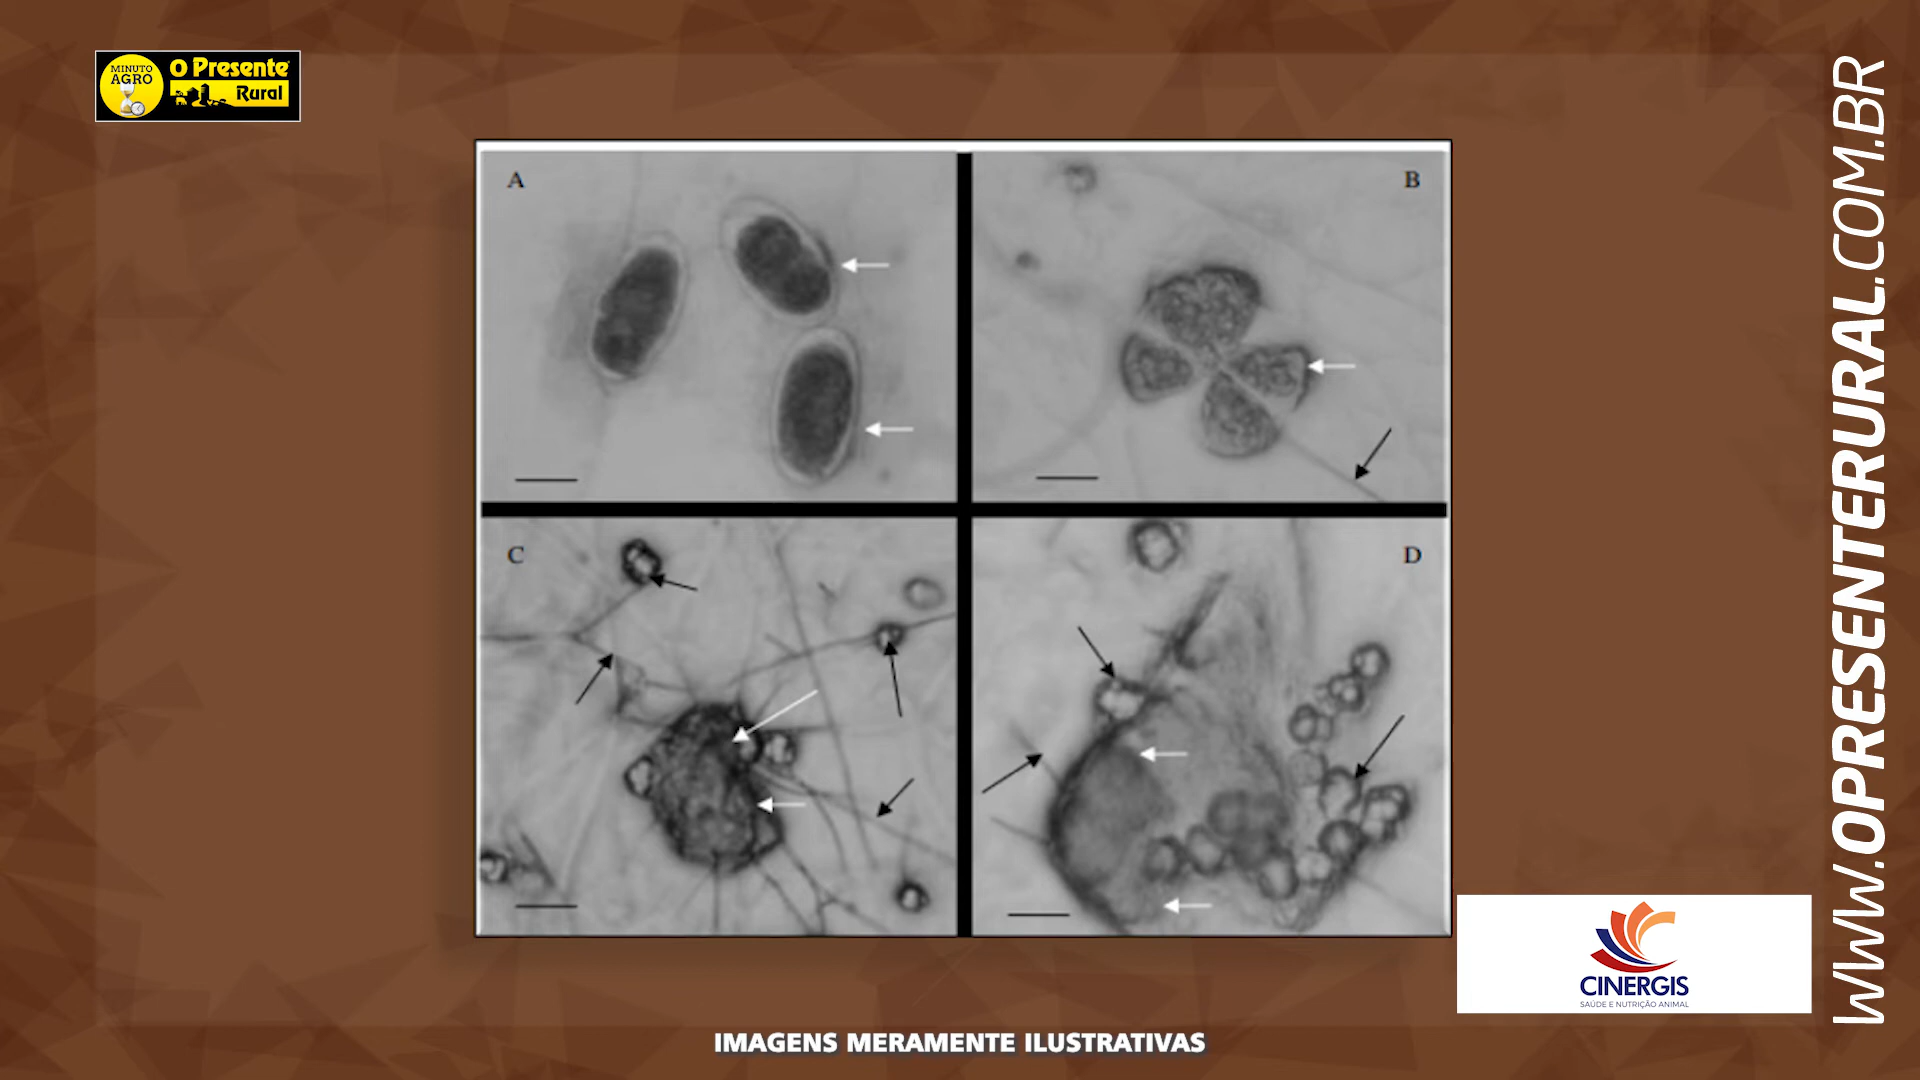 MINUTO
AGRO
O Presente
Rural
A
B
C
D
WWW.OPRESENTERURAL.COM.BR
CINERGIS
SAÚDE E NUTRIÇÃO ANIMAL
IMAGENS MERAMENTE ILUSTRATIVAS